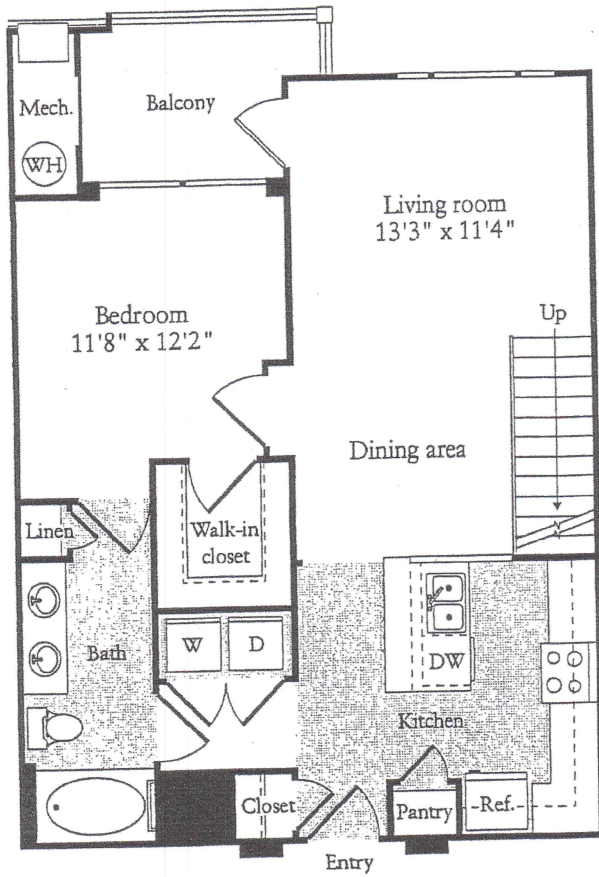 Mech.
Balcony
WH
Living room
13'3" x 11'4"
Bedroom
11'8" x 12'2"
Up
Dining area
Linen
Walk-in
closet
Bath
W
D
DW
Kitchen
Closet
Pantry
Ref.
Entry